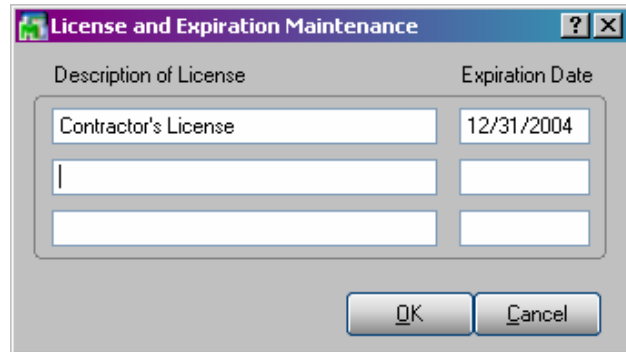 License and Expiration Maintenance
Description of License Expiration Date
Contractor's License 12/31/2004
OK Cancel